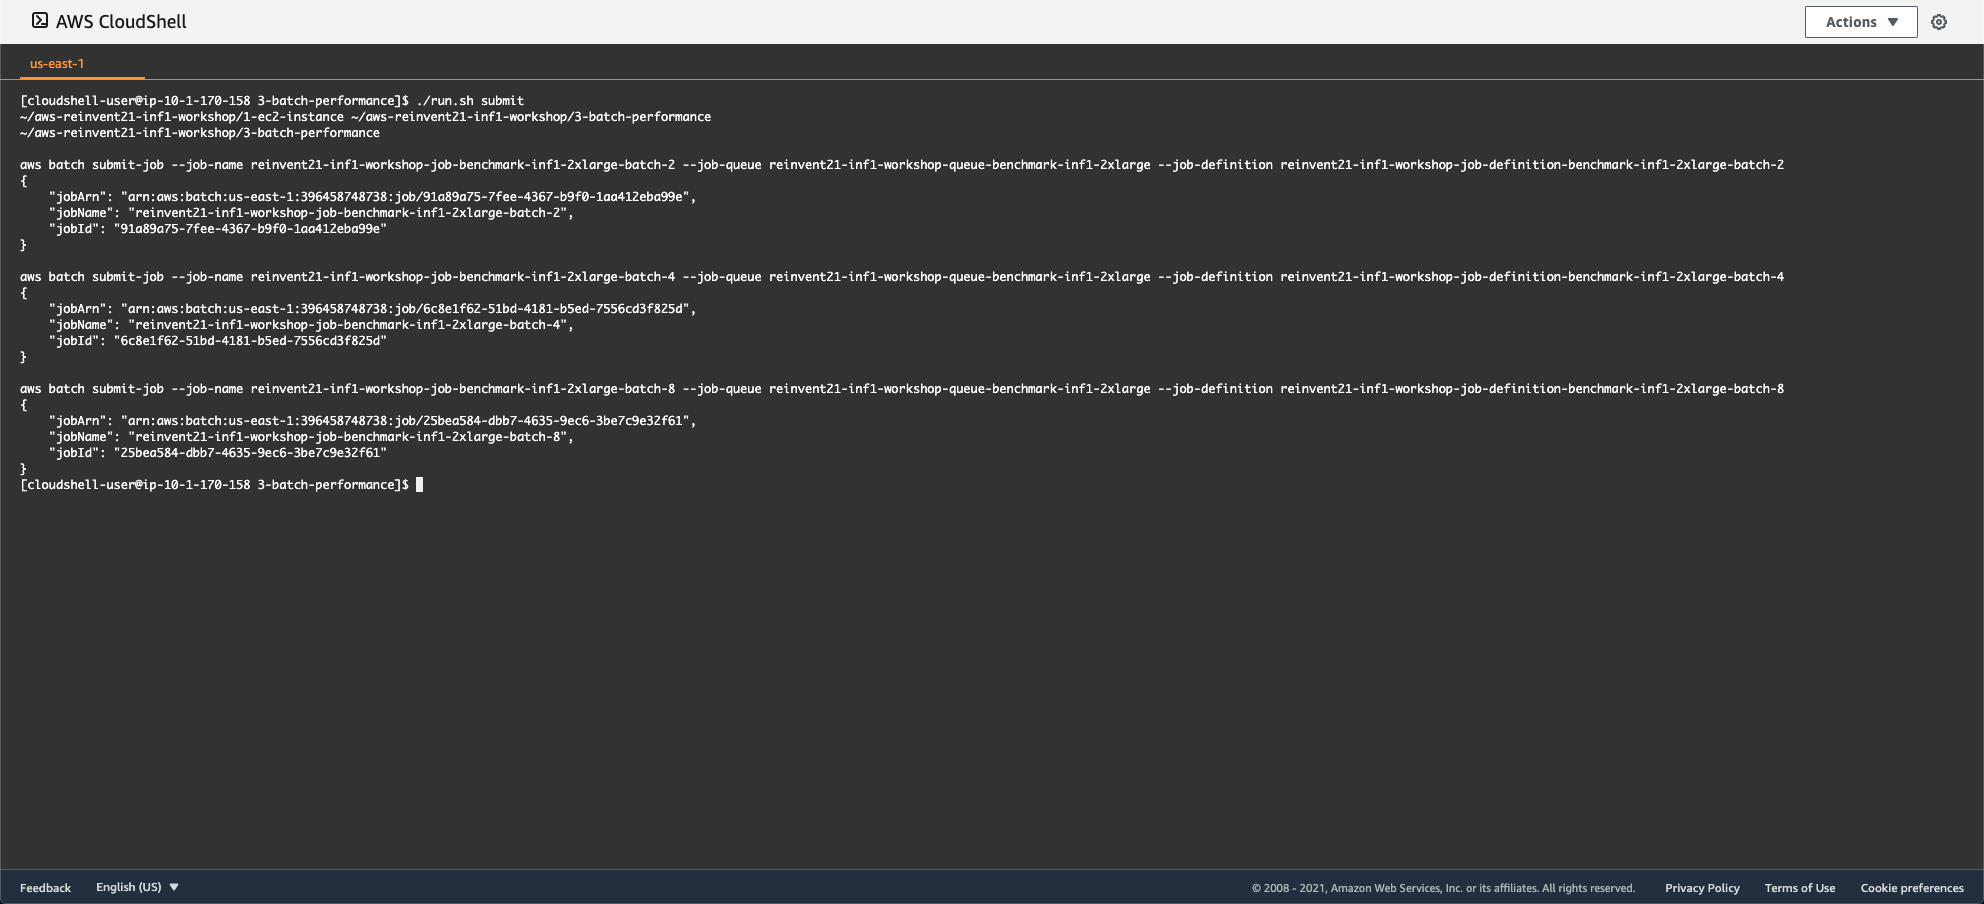 AWS CloudShell
Actions
us-east-1
[cloudshell-user@ip-10-1-170-158 3-batch-performance]$ ./run.sh submit
~/aws-reinvent21-inf1-workshop/1-ec2-instance ~/aws-reinvent21-inf1-workshop/3-batch-performance
~/aws-reinvent21-inf1-workshop/3-batch-performance
aws batch submit-job --job-name reinvent21-inf1-workshop-job-benchmark-inf1-2xlarge-batch-2 --job-queue reinvent21-inf1-workshop-queue-benchmark-inf1-2xlarge --job-definition reinvent21-inf1-workshop-job-definition-benchmark-inf1-2xlarge-batch-2
{
    "jobArn": "arn:aws:batch:us-east-1:396458748738:job/91a89a75-7fee-4367-b9f0-1aa412eba99e",
    "jobName": "reinvent21-inf1-workshop-job-benchmark-inf1-2xlarge-batch-2",
    "jobId": "91a89a75-7fee-4367-b9f0-1aa412eba99e"
}
aws batch submit-job --job-name reinvent21-inf1-workshop-job-benchmark-inf1-2xlarge-batch-4 --job-queue reinvent21-inf1-workshop-queue-benchmark-inf1-2xlarge --job-definition reinvent21-inf1-workshop-job-definition-benchmark-inf1-2xlarge-batch-4
{
    "jobArn": "arn:aws:batch:us-east-1:396458748738:job/6c8e1f62-51bd-4181-b5ed-7556cd3f825d",
    "jobName": "reinvent21-inf1-workshop-job-benchmark-inf1-2xlarge-batch-4",
    "jobId": "6c8e1f62-51bd-4181-b5ed-7556cd3f825d"
}
aws batch submit-job --job-name reinvent21-inf1-workshop-job-benchmark-inf1-2xlarge-batch-8 --job-queue reinvent21-inf1-workshop-queue-benchmark-inf1-2xlarge --job-definition reinvent21-inf1-workshop-job-definition-benchmark-inf1-2xlarge-batch-8
{
    "jobArn": "arn:aws:batch:us-east-1:396458748738:job/25bea584-dbb7-4635-9ec6-3be7c9e32f61",
    "jobName": "reinvent21-inf1-workshop-job-benchmark-inf1-2xlarge-batch-8",
    "jobId": "25bea584-dbb7-4635-9ec6-3be7c9e32f61"
}
[cloudshell-user@ip-10-1-170-158 3-batch-performance]$
Feedback English (US) © 2008 - 2021, Amazon Web Services, Inc. or its affiliates. All rights reserved. Privacy Policy Terms of Use Cookie preferences